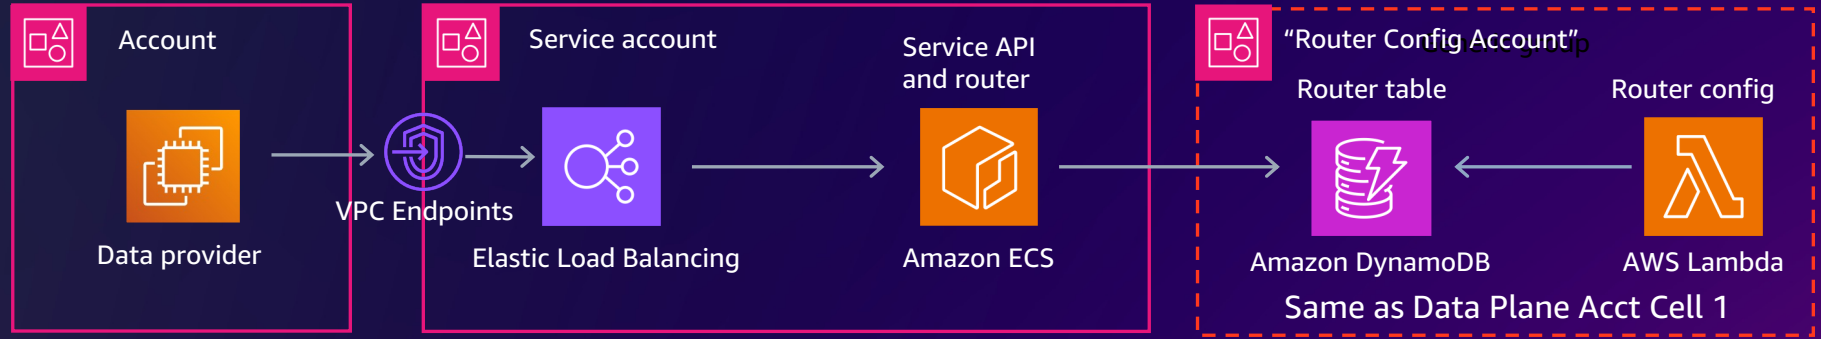 Account
Data provider
VPC Endpoints
Service account
Elastic Load Balancing
Service API
and router
Amazon ECS
“Router Config Account”
Router table
Amazon DynamoDB
Router config
AWS Lambda
Same as Data Plane Acct Cell 1